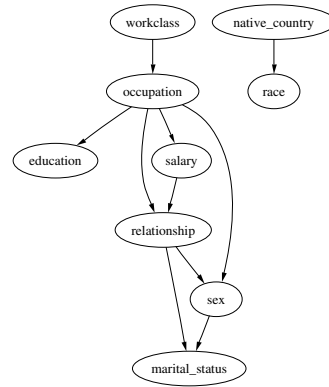 workclass
native_country
occupation
race
education
salary
relationship
sex
marital_status